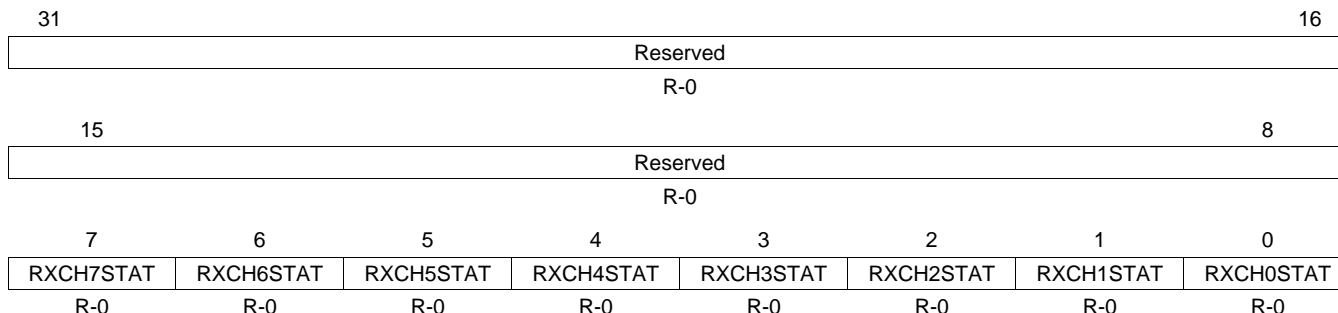 31 16
Reserved
R-0
15 8
Reserved
R-0
7 6 5 4 3 2 1 0
RXCH7STAT RXCH6STAT RXCH5STAT RXCH4STAT RXCH3STAT RXCH2STAT RXCH1STAT RXCH0STAT
R-0 R-0 R-0 R-0 R-0 R-0 R-0 R-0